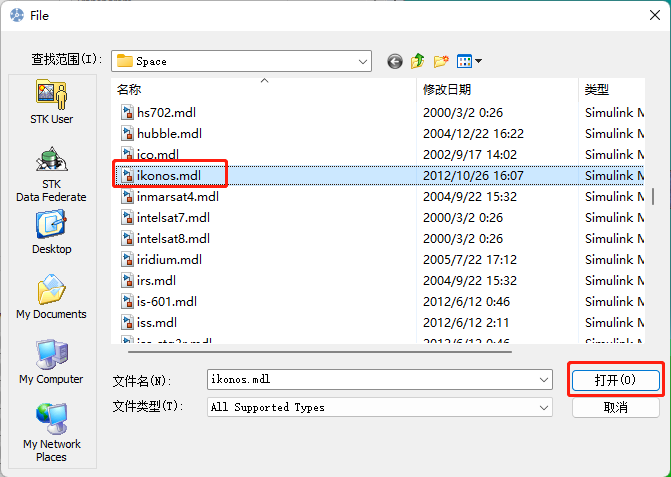 File
查找范围(I):
Space
名称
修改日期
类型
hs702.mdl 2000/3/2 0:26 Simulink M
hubble.mdl 2004/12/22 16:22 Simulink M
ico.mdl 2002/9/17 14:02 Simulink M
ikonos.mdl 2012/10/26 16:07 Simulink M
inmarsat4.mdl 2004/9/22 15:32 Simulink M
intelsat7.mdl 2000/3/2 0:26 Simulink M
intelsat8.mdl 2000/3/2 0:26 Simulink M
iridium.mdl 2005/7/22 17:12 Simulink M
irs.mdl 2004/9/22 15:32 Simulink M
is-601.mdl 2012/6/12 0:46 Simulink M
iss.mdl 2012/6/12 2:11 Simulink M
2012/6/12 0:46 Simulink M
STK User
STK
Data Federate
Desktop
My Documents
My Computer
My Network
Places
文件名(N):
ikonos.mdl
打开(O)
文件类型(T):
All Supported Types
取消